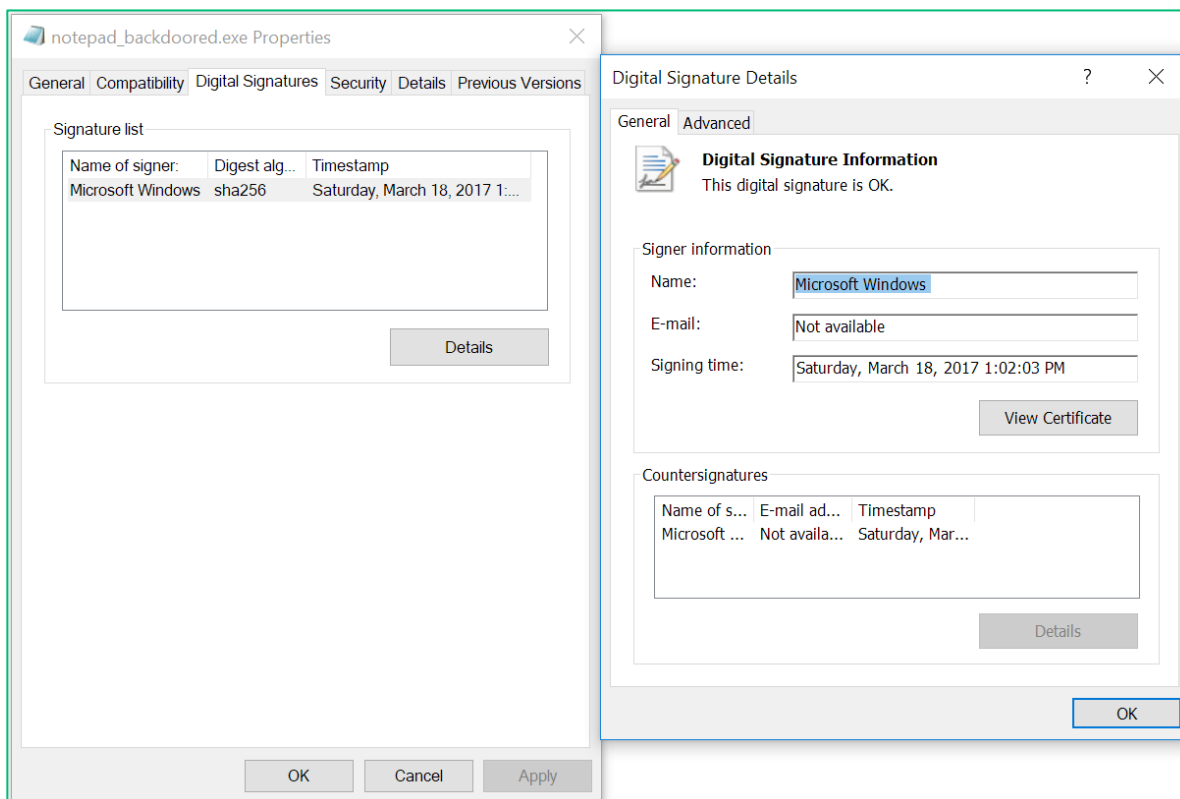 notepad_backdoored.exe Properties
General Compatibility Digital Signatures Security Details Previous Versions
Signature list
Name of signer: Digest alg... Timestamp
Microsoft Windows sha256 Saturday, March 18, 2017 1:...
Details
OK Cancel Apply
Digital Signature Details ?
General Advanced
Digital Signature Information
This digital signature is OK.
Signer information
Name: Microsoft Windows
E-mail: Not available
Signing time: Saturday, March 18, 2017 1:02:03 PM
View Certificate
Countersignatures
Name of s... E-mail ad... Timestamp
Microsoft ... Not availa... Saturday, Mar...
Details
OK